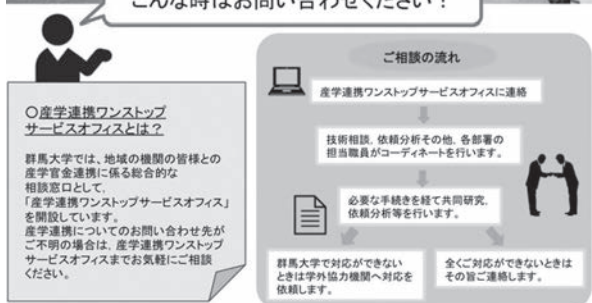 こんな時はお問い合わせください！
○産学連携ワンストップ
サービスオフィスとは？
群馬大学では、地域の機関の皆様との
産学官金連携に係る総合的な
相談窓口として、
「産学連携ワンストップサービスオフィス」
を開設しています。
産学連携についてのお問い合わせ先が
ご不明の場合は、産学連携ワンストップ
サービスオフィスまでお気軽にご相談
ください。
ご相談の流れ
産学連携ワンストップサービスオフィスに連絡
技術相談、依頼分析その他、各部署の
担当職員がコーディネートを行います。
必要な手続きを経て共同研究、
依頼分析等を行います。
群馬大学で対応ができない
ときは学外協力機関へ対応を
依頼します。
全くご対応ができないときは
その旨ご連絡します。